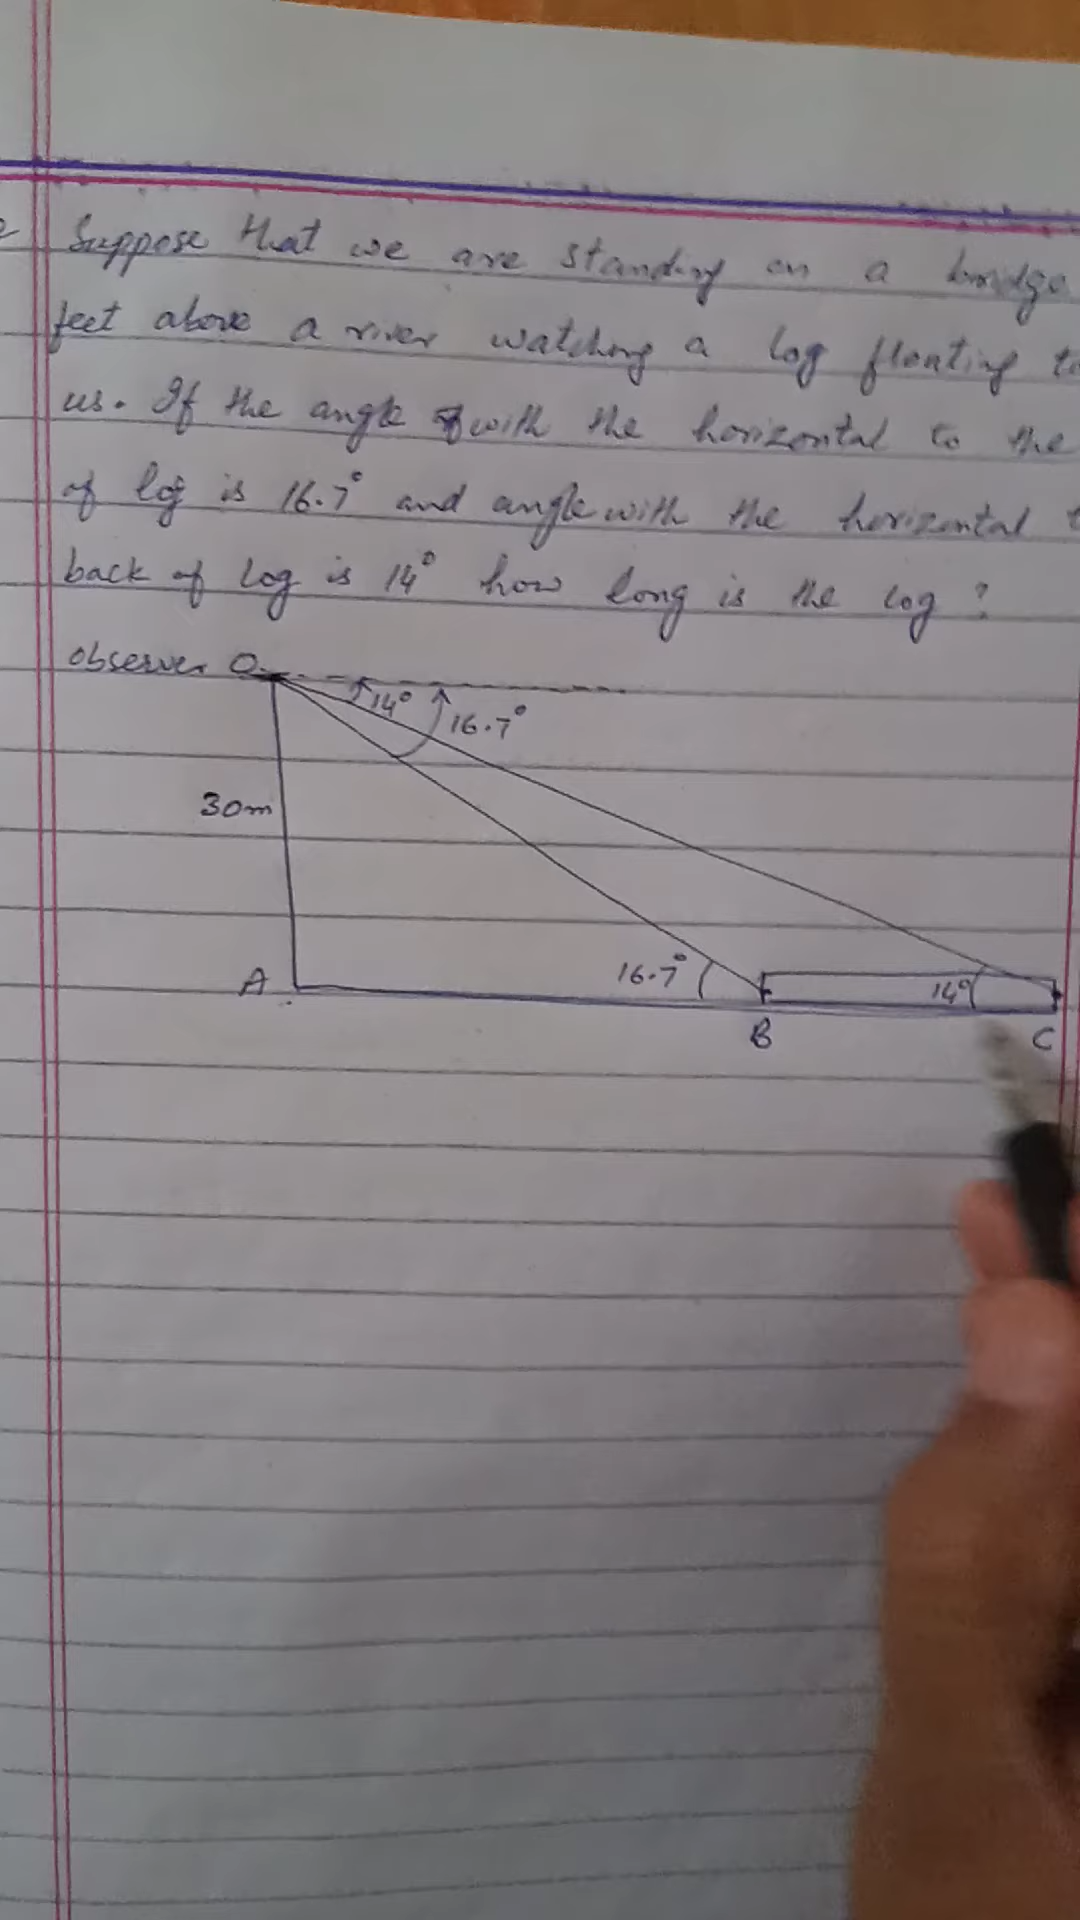 Suppose that we are standing on a bridge
feet above a river watching a log floating to
us. If the angle with the horizontal to the
of log is 16.7° and angle with the horizontal t
back of log is 14° how long is the log ?
observer O
14°
16.7°
30m
16.7°
14°
A
B
C